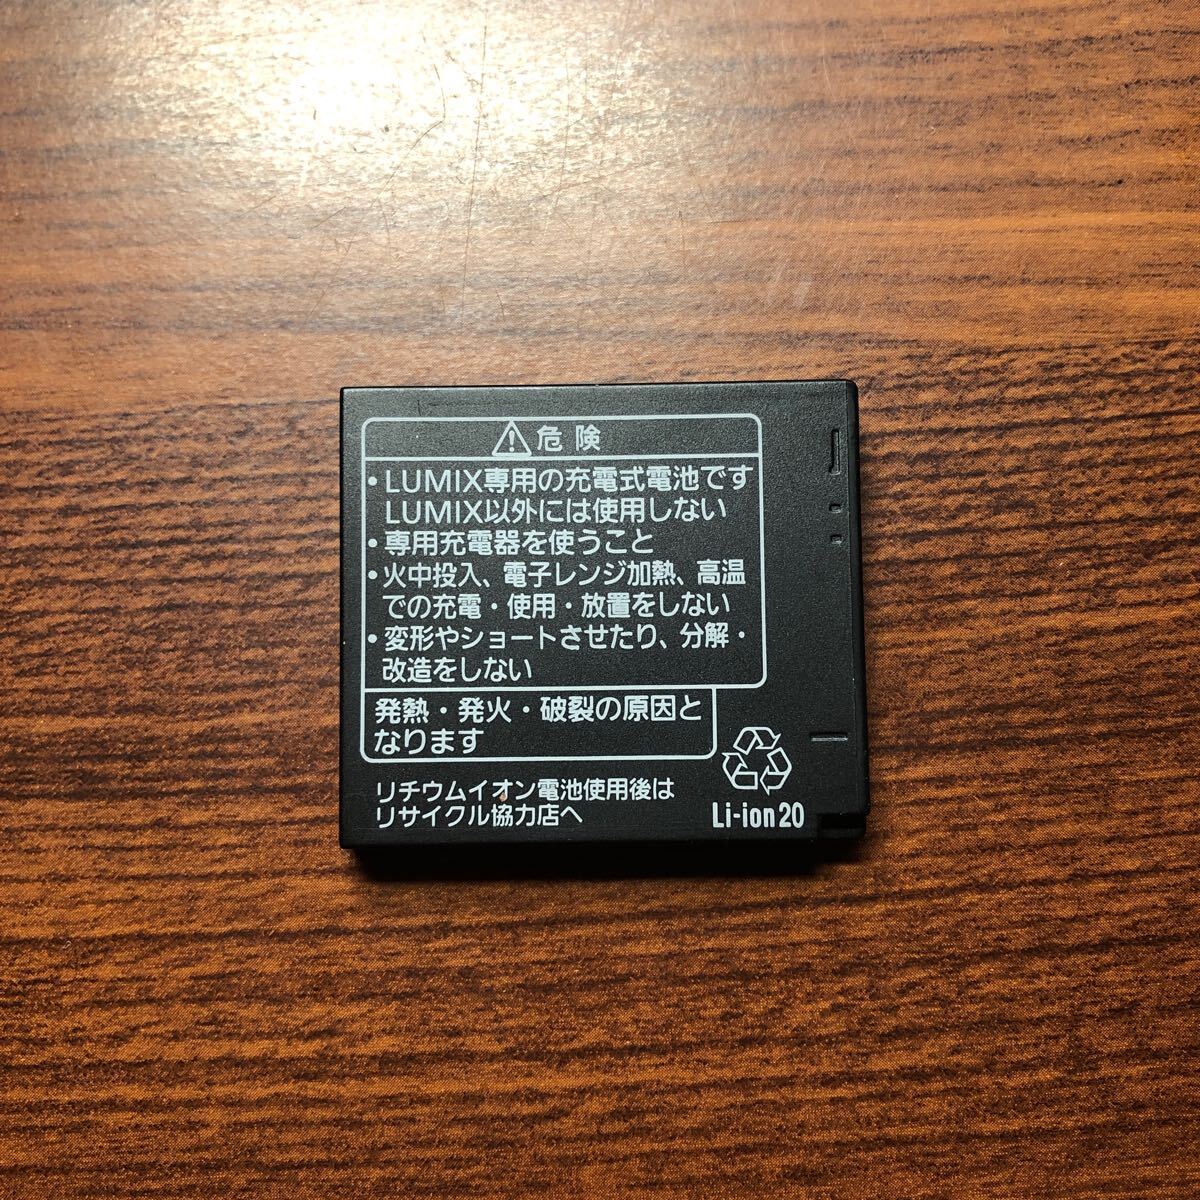 ⚠危険
・LUMIX専用の充電式電池です
LUMIX以外には使用しない
・専用充電器を使うこと
・火中投入、電子レンジ加熱、高温
での充電・使用・放置をしない
・変形やショートさせたり、分解・
改造をしない
発熱・発火・破裂の原因と
なります
リチウムイオン電池使用後は
リサイクル協力店へ
Li-ion20